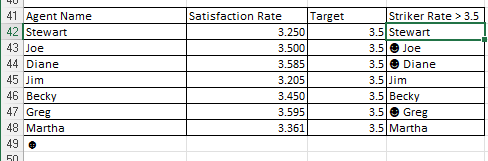 41 Agent Name Satisfaction Rate Target Striker Rate > 3.5
42 Stewart 3.250 3.5 Stewart
43 Joe 3.500 3.5 ☻ Joe
44 Diane 3.585 3.5 ☻ Diane
45 Jim 3.205 3.5 Jim
46 Becky 3.450 3.5 Becky
47 Greg 3.595 3.5 ☻ Greg
48 Martha 3.361 3.5 Martha
49 ☻